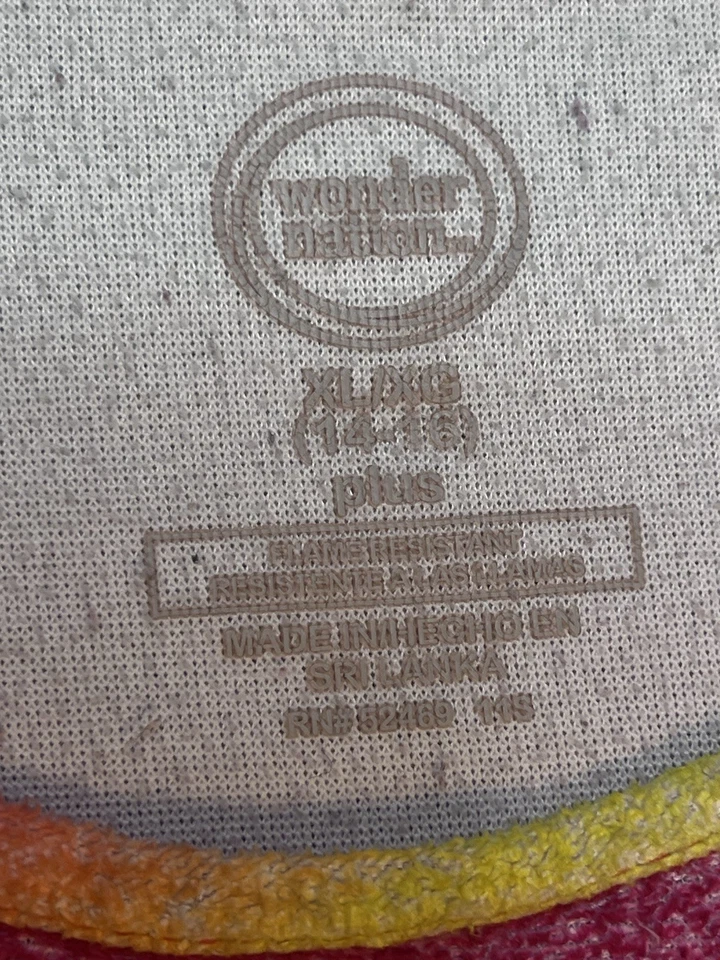 wonder
nation™
XL/XG
(14-16)
plus
FLAME RESISTANT
RESISTENTE A LAS LLAMAS
MADE IN/HECHO EN
SRI LANKA
RN# 52469 11S